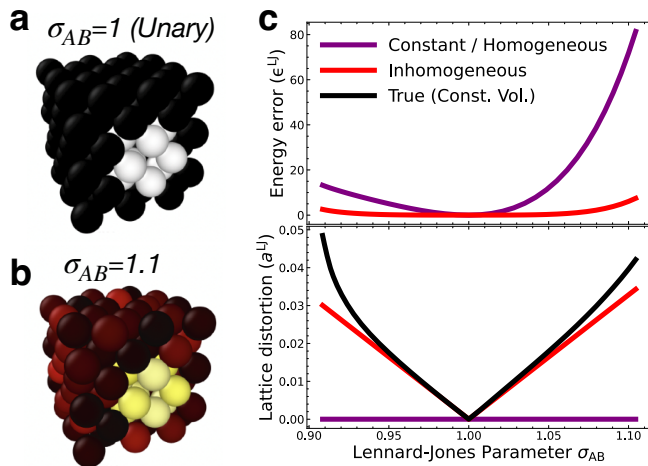 a
σAB=1 (Unary)
b
σAB=1.1
c
Constant / Homogeneous
Inhomogeneous
True (Const. Vol.)
Energy error (ϵᴸᴶ)
80
60
40
20
0
Lattice distortion (aᴸᴶ)
0.05
0.04
0.03
0.02
0.01
0.00
0.90 0.95 1.00 1.05 1.10
Lennard-Jones Parameter σAB